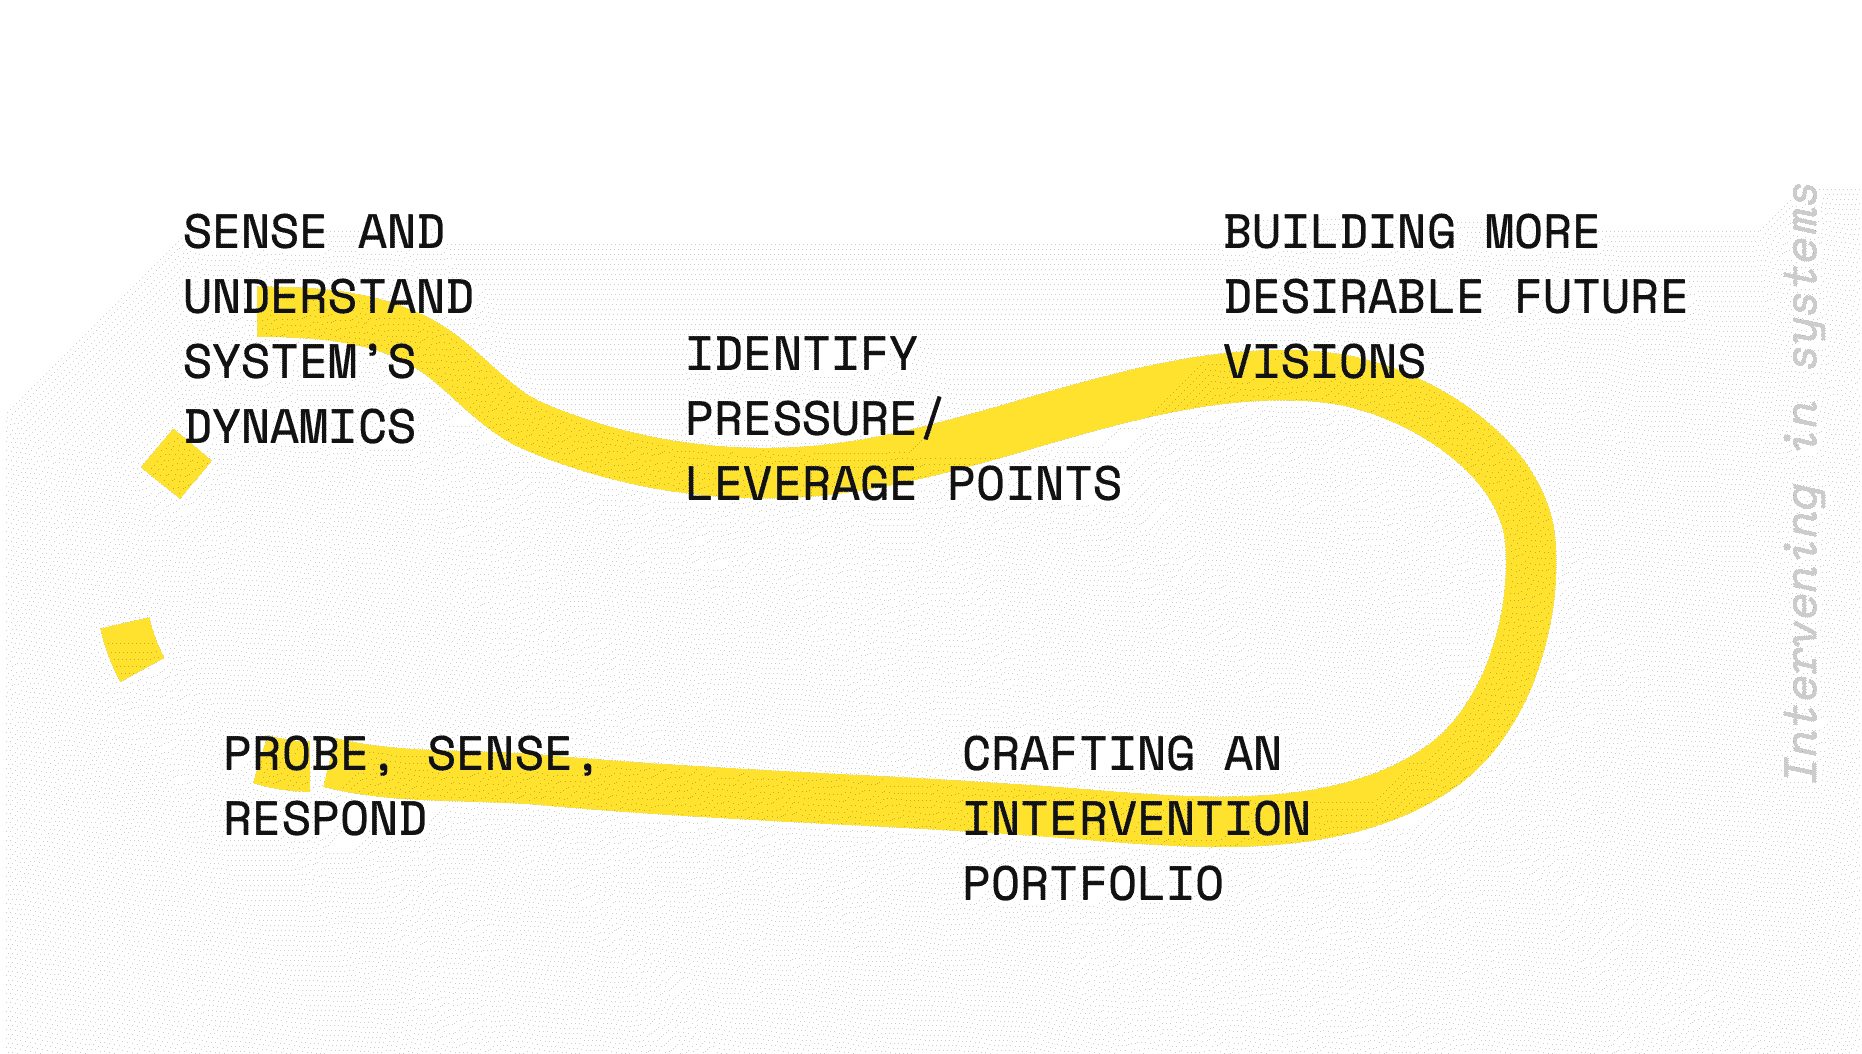 SENSE AND
UNDERSTAND
SYSTEM’S
DYNAMICS
IDENTIFY
PRESSURE/
LEVERAGE POINTS
BUILDING MORE
DESIRABLE FUTURE
VISIONS
CRAFTING AN
INTERVENTION
PORTFOLIO
PROBE, SENSE,
RESPOND
Intervening in systems